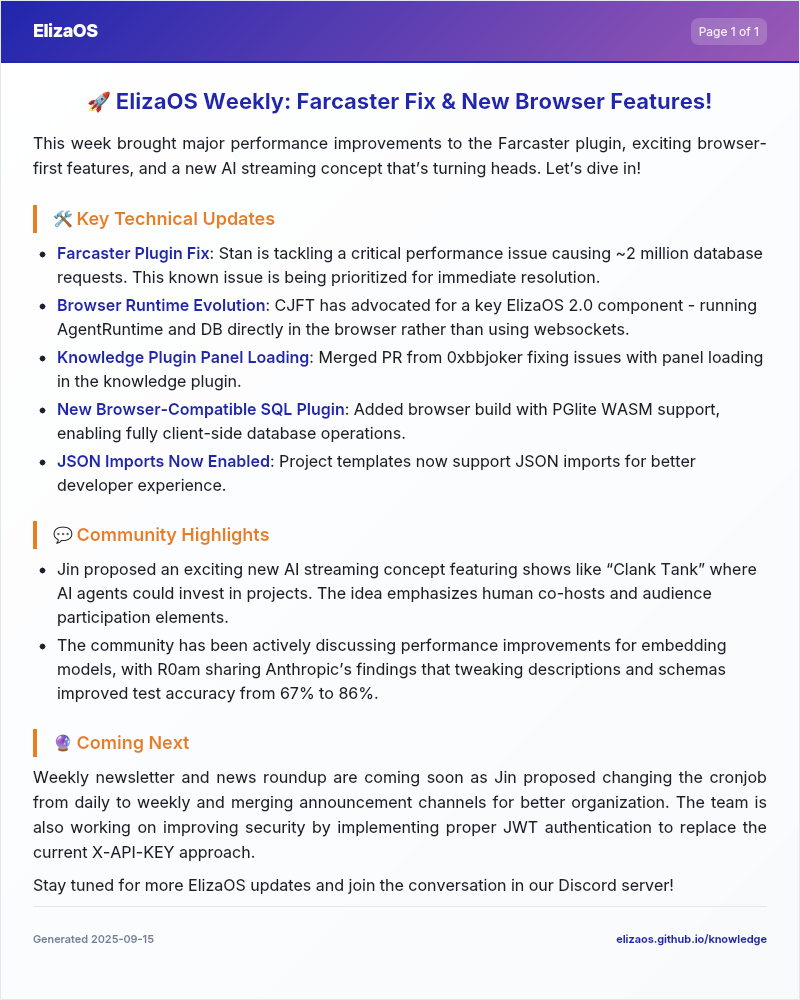 ElizaOS
Page 1 of 1
🚀 ElizaOS Weekly: Farcaster Fix & New Browser Features!
This week brought major performance improvements to the Farcaster plugin, exciting browser-
first features, and a new AI streaming concept that’s turning heads. Let’s dive in!
🛠️ Key Technical Updates
• Farcaster Plugin Fix: Stan is tackling a critical performance issue causing ~2 million database
requests. This known issue is being prioritized for immediate resolution.
• Browser Runtime Evolution: CJFT has advocated for a key ElizaOS 2.0 component - running
AgentRuntime and DB directly in the browser rather than using websockets.
• Knowledge Plugin Panel Loading: Merged PR from 0xbbjoker fixing issues with panel loading
in the knowledge plugin.
• New Browser-Compatible SQL Plugin: Added browser build with PGlite WASM support,
enabling fully client-side database operations.
• JSON Imports Now Enabled: Project templates now support JSON imports for better
developer experience.
💬 Community Highlights
• Jin proposed an exciting new AI streaming concept featuring shows like “Clank Tank” where
AI agents could invest in projects. The idea emphasizes human co-hosts and audience
participation elements.
• The community has been actively discussing performance improvements for embedding
models, with R0am sharing Anthropic’s findings that tweaking descriptions and schemas
improved test accuracy from 67% to 86%.
🔮 Coming Next
Weekly newsletter and news roundup are coming soon as Jin proposed changing the cronjob
from daily to weekly and merging announcement channels for better organization. The team is
also working on improving security by implementing proper JWT authentication to replace the
current X-API-KEY approach.
Stay tuned for more ElizaOS updates and join the conversation in our Discord server!
Generated 2025-09-15
elizaos.github.io/knowledge